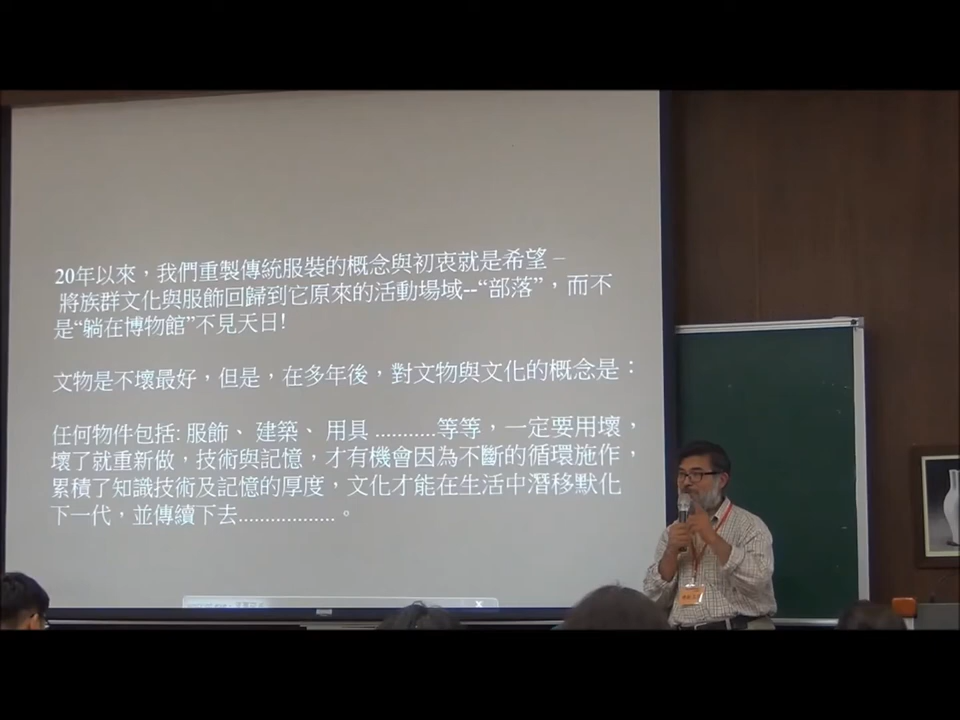 20年以來，我們重製傳統服裝的概念與初衷就是希望 –
將族群文化與服飾回歸到它原來的活動場域--“部落”，而不
是“躺在博物館”不見天日!
文物是不壞最好，但是，在多年後，對文物與文化的概念是：
任何物件包括: 服飾、 建築、 用具 ...........等等，一定要用壞，
壞了就重新做，技術與記憶，才有機會因為不斷的循環施作，
累積了知識技術及記憶的厚度，文化才能在生活中潛移默化
下一代，並傳續下去..................。